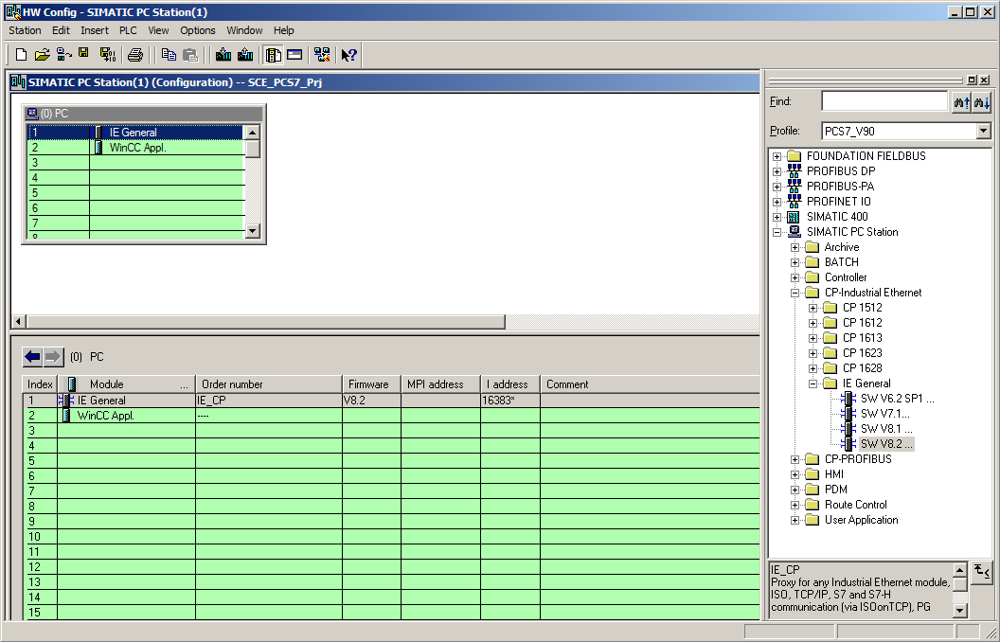 HW Config - SIMATIC PC Station(1)
Station Edit Insert PLC View Options Window Help
SIMATIC PC Station(1) (Configuration) -- SCE_PCS7_Prj
(0) PC
1 IE General
2 WinCC Appl.
3
4
5
6
7
8
(0) PC
Index Module ... Order number Firmware MPI address I address Comment
1 IE General IE_CP V8.2 16383*
2 WinCC Appl. ----
3
4
5
6
7
8
9
10
11
12
13
14
15
Find:
Profile: PCS7_V90
FOUNDATION FIELDBUS
PROFIBUS DP
PROFIBUS-PA
PROFINET IO
SIMATIC 400
SIMATIC PC Station
Archive
BATCH
Controller
CP-Industrial Ethernet
CP 1512
CP 1612
CP 1613
CP 1623
CP 1628
IE General
SW V6.2 SP1 ...
SW V7.1...
SW V8.1 ...
SW V8.2 ...
CP-PROFIBUS
HMI
PDM
Route Control
User Application
IE_CP
Proxy for any Industrial Ethernet module,
ISO, TCP/IP, S7 and S7-H
communication (via ISOonTCP), PG